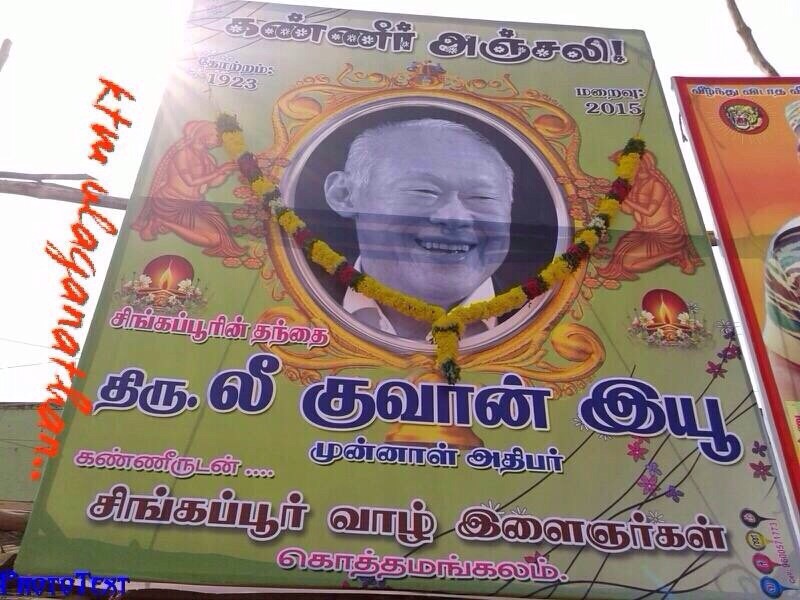 கண்ணீர் அஞ்சலி!
தோற்றம்:
1923
மறைவு:
2015
சிங்கப்பூரின் தந்தை
திரு. லீ குவான் இயூ
முன்னாள் அதிபர்
கண்ணீருடன் ....
சிங்கப்பூர் வாழ் இளைஞர்கள்
கொத்தமங்கலம்.
ktm ulaganathan..
வீழ்ந்து விடாத
PhotoText